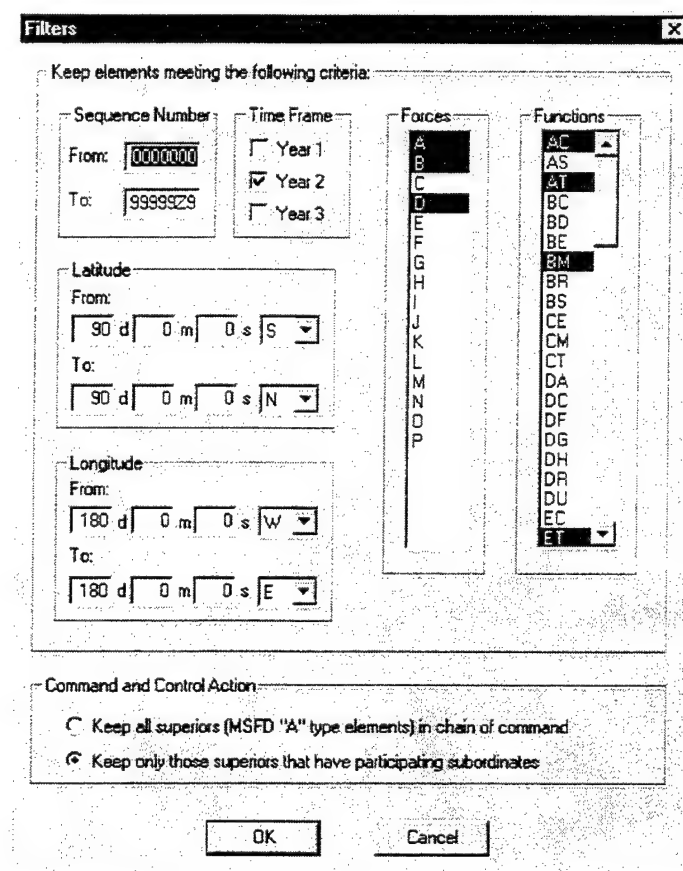 Filters
Keep elements meeting the following criteria:
Sequence Number
From: 0000000
To: 99999Z9
Time Frame
Year 1
Year 2
Year 3
Latitude
From:
90 d 0 m 0 s S
To:
90 d 0 m 0 s N
Longitude
From:
180 d 0 m 0 s W
To:
180 d 0 m 0 s E
Forces
A
B
C
D
E
F
G
H
I
J
K
L
M
N
O
P
Functions
AC
AS
AT
BC
BD
BE
BM
BR
BS
CE
CM
CT
DA
DC
DF
DG
DH
DR
DU
EC
ET
Command and Control Action
Keep all superiors (MSFD "A" type elements) in chain of command
Keep only those superiors that have participating subordinates
OK
Cancel